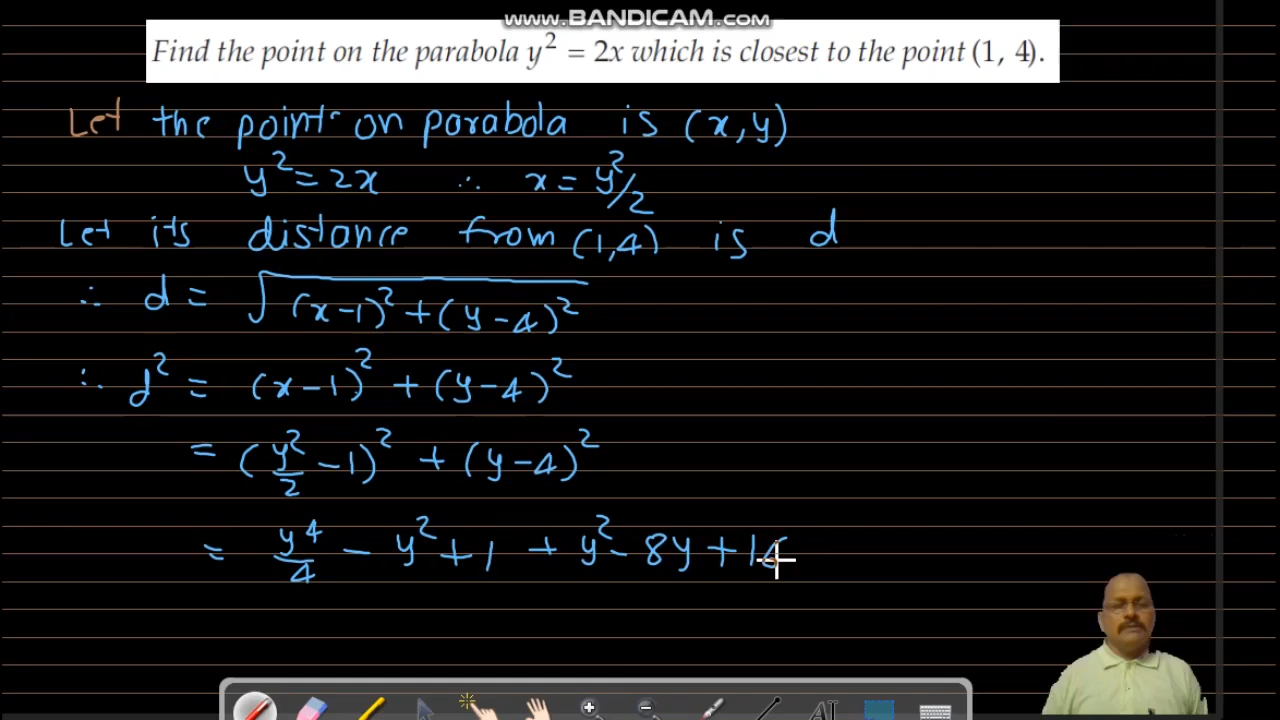 www.BANDICAM.com
Find the point on the parabola y² = 2x which is closest to the point (1, 4).
Let the point on parabola is (x,y)
y² = 2x ∴ x = y²/2
Let its distance from (1,4) is d
∴ d = √((x-1)² + (y-4)²)
∴ d² = (x-1)² + (y-4)²
= (y²/2 - 1)² + (y-4)²
= y⁴/4 - y² + 1 + y² - 8y + 16
AI